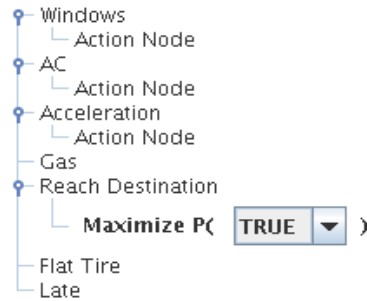 Windows
Action Node
AC
Action Node
Acceleration
Action Node
Gas
Reach Destination
Maximize P( TRUE )
Flat Tire
Late